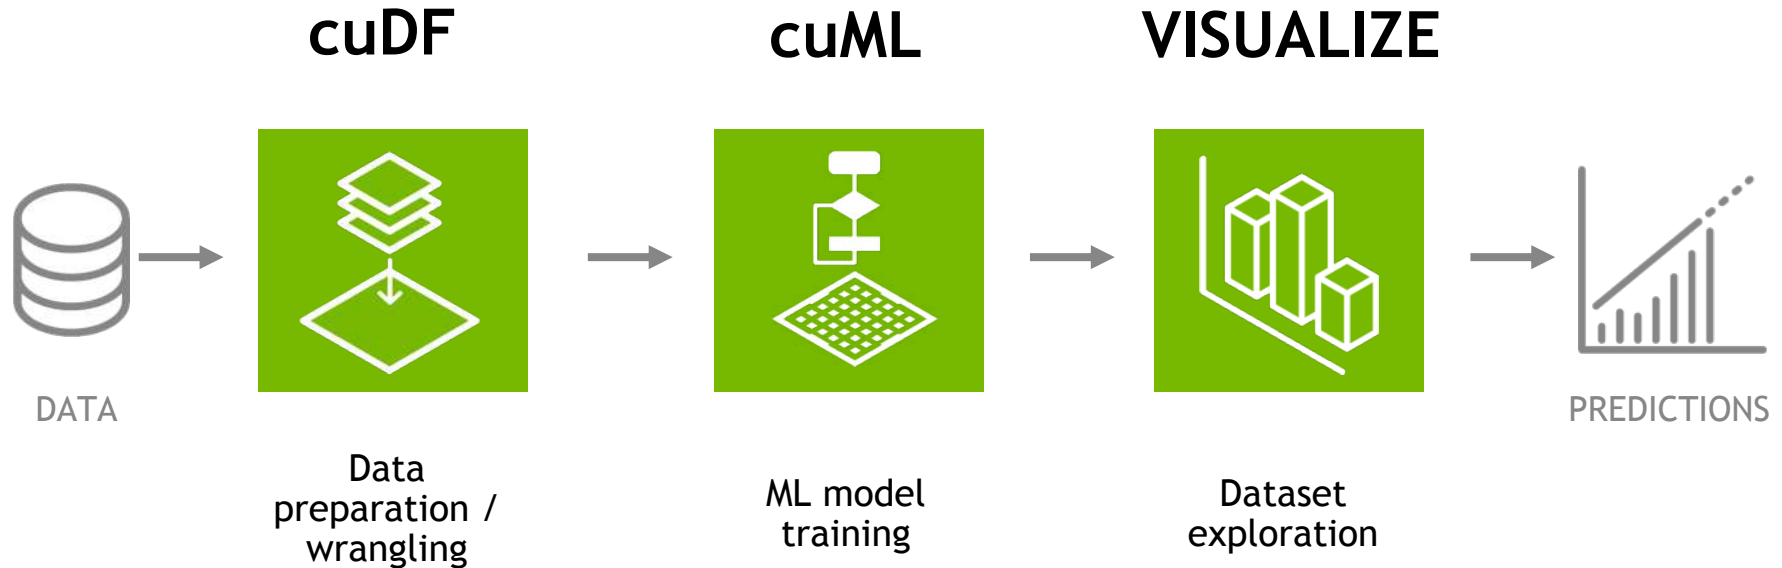 cuDF
cuML
VISUALIZE
DATA
PREDICTIONS
Data
preparation /
wrangling
ML model
training
Dataset
exploration